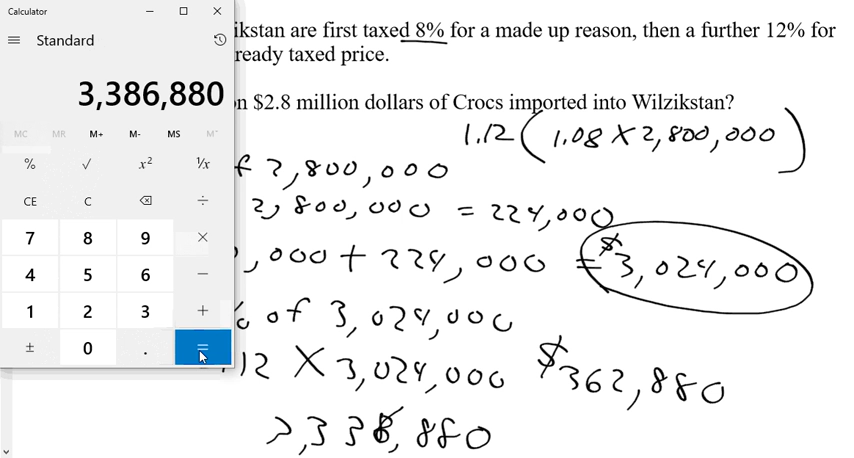 Calculator
Standard
3,386,880
MC MR M+ M- MS M˅
% √ x² ¹/x
CE C ÷
7 8 9 ×
4 5 6 −
1 2 3 +
± 0 . =
ikstan are first taxed 8% for a made up reason, then a further 12% for
ready taxed price.
n $2.8 million dollars of Crocs imported into Wilzikstan?
1.12 ( 1.08 × 2,800,000 )
f 2,800,000
2,800,000 = 224,000
,000 + 224,000 = $3,024,000
% of 3,024,000
.12 × 3,024,000 $362,880